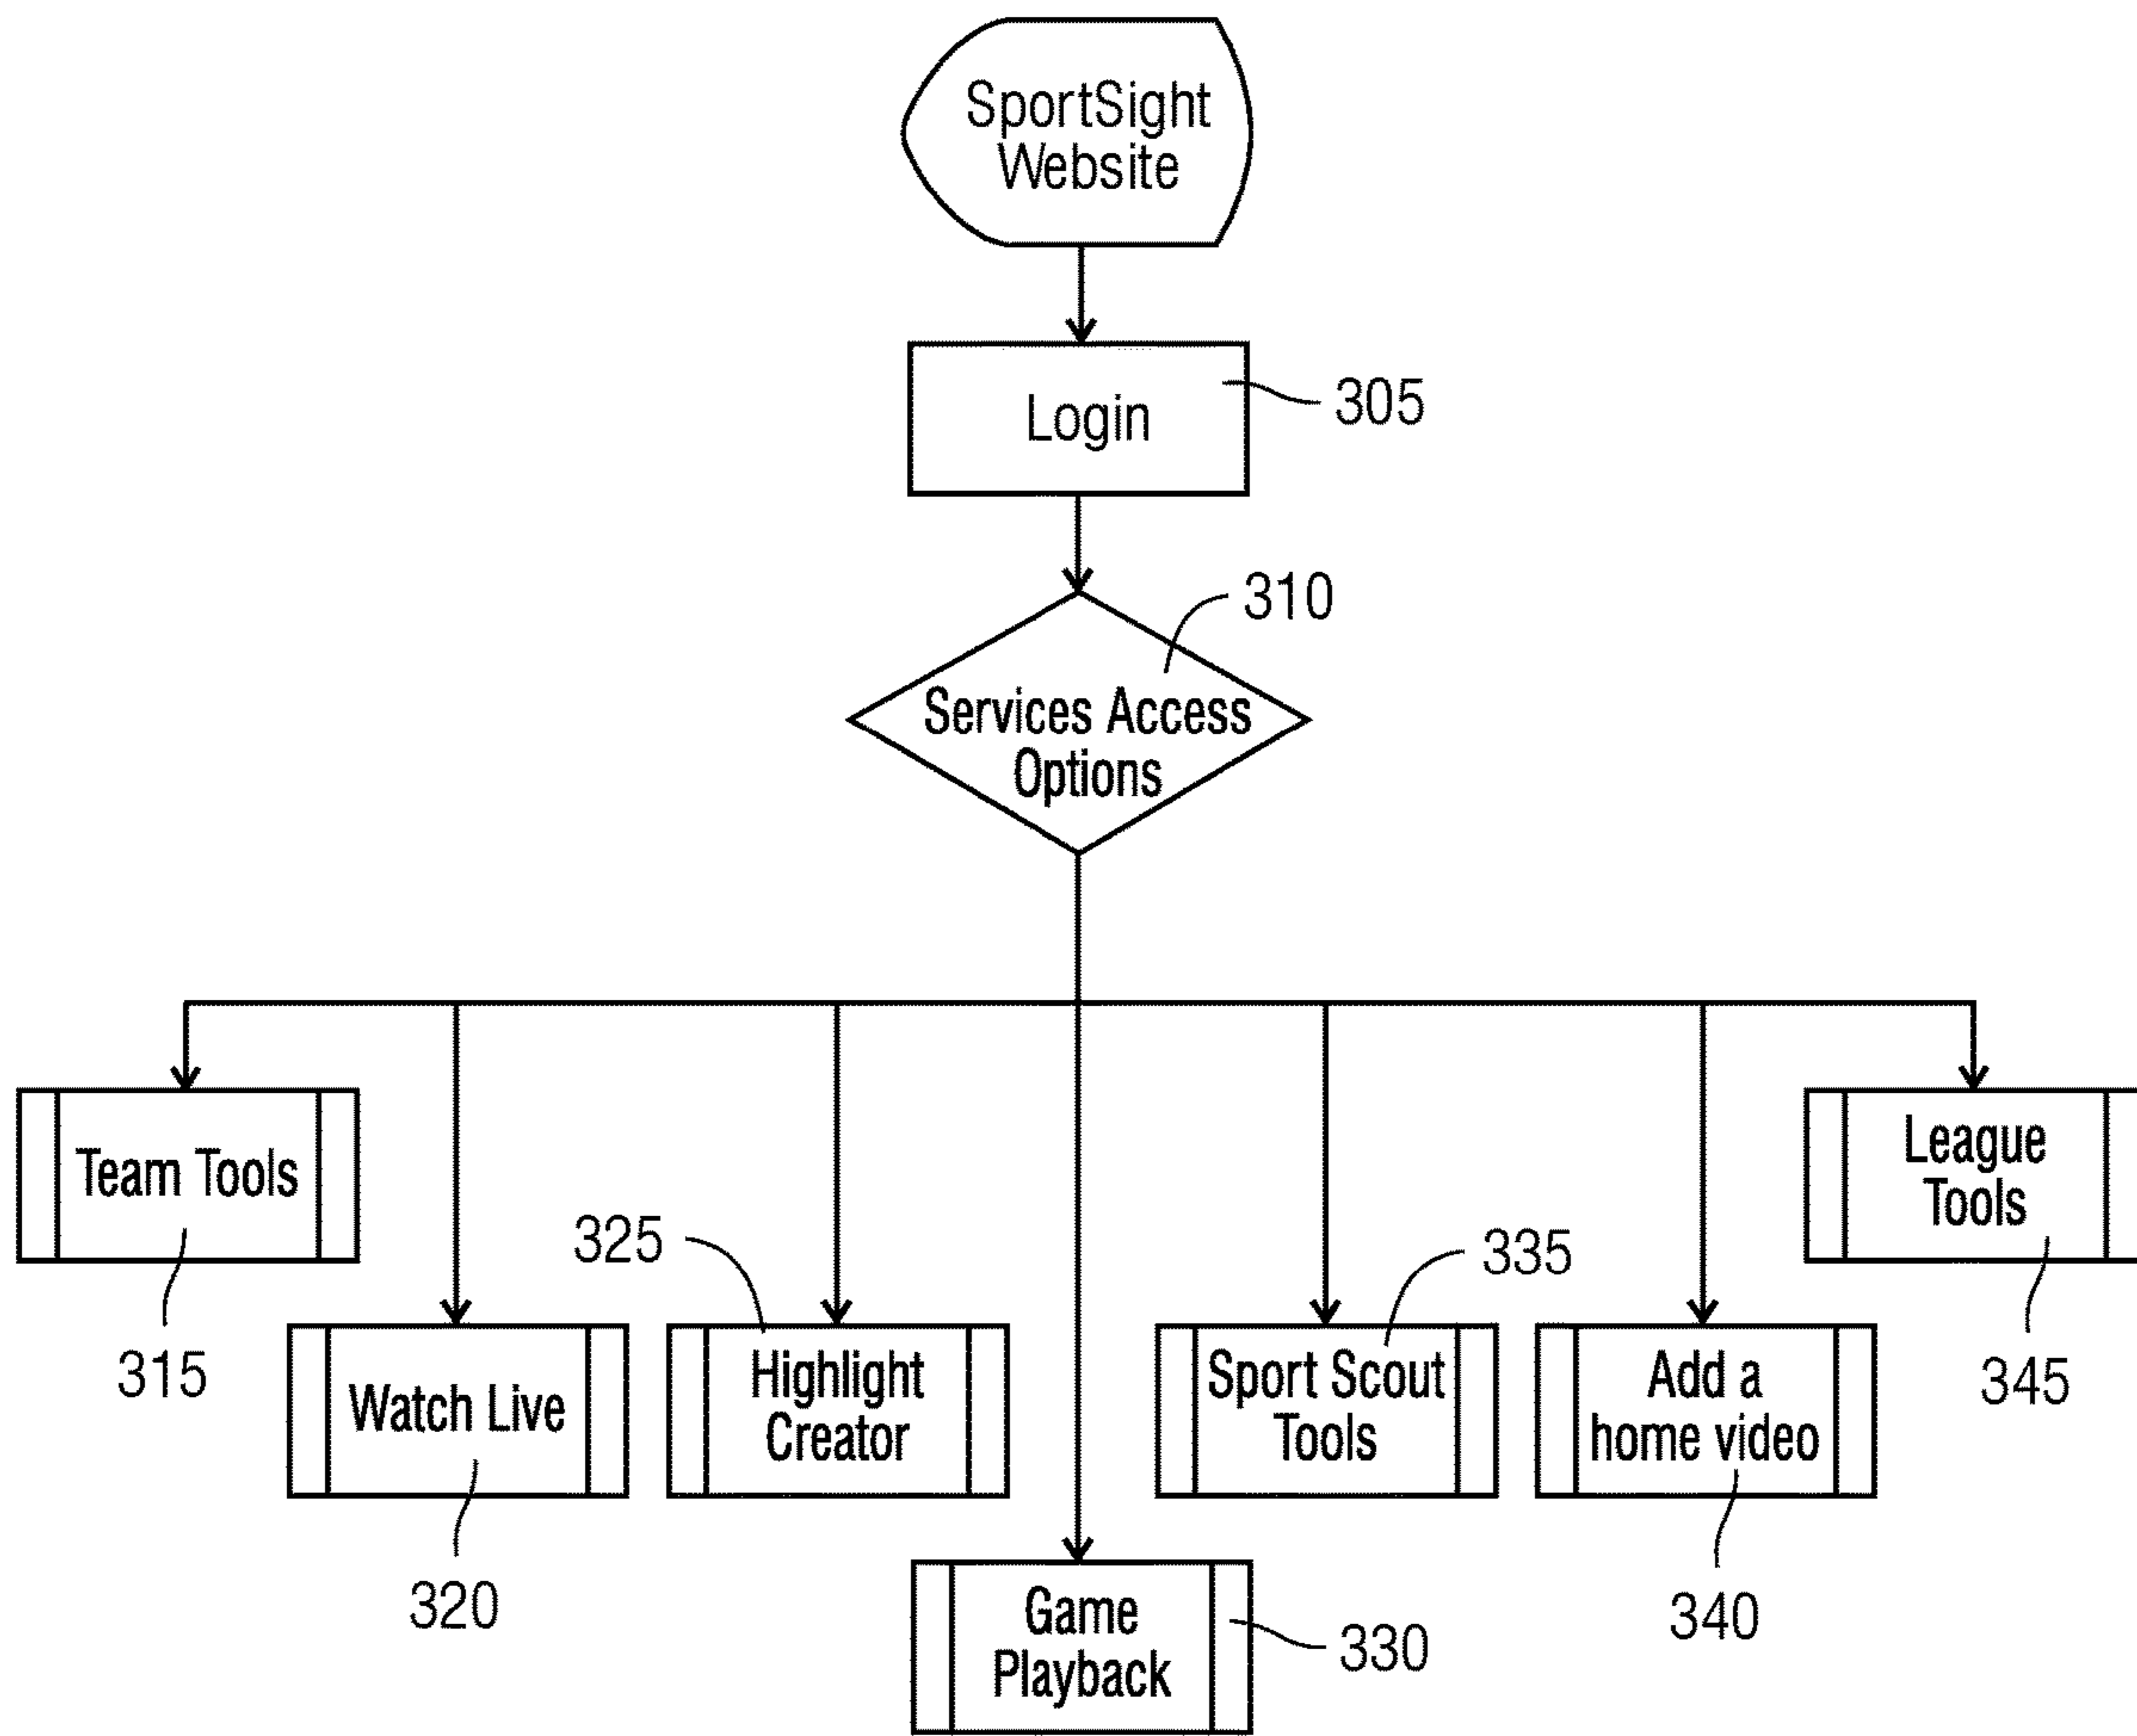 SportSight
Website
Login
305
310
Services Access
Options
Team Tools
315
Watch Live
320
325
Highlight
Creator
Game
Playback
330
335
Sport Scout
Tools
Add a
home video
340
League
Tools
345